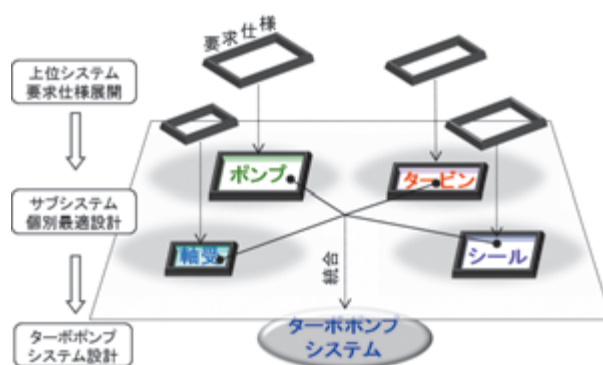 要求仕様
上位システム
要求仕様展開
ポンプ
タービン
サブシステム
個別最適設計
軸受
シール
統合
ターボポンプ
システム設計
ターボポンプ
システム